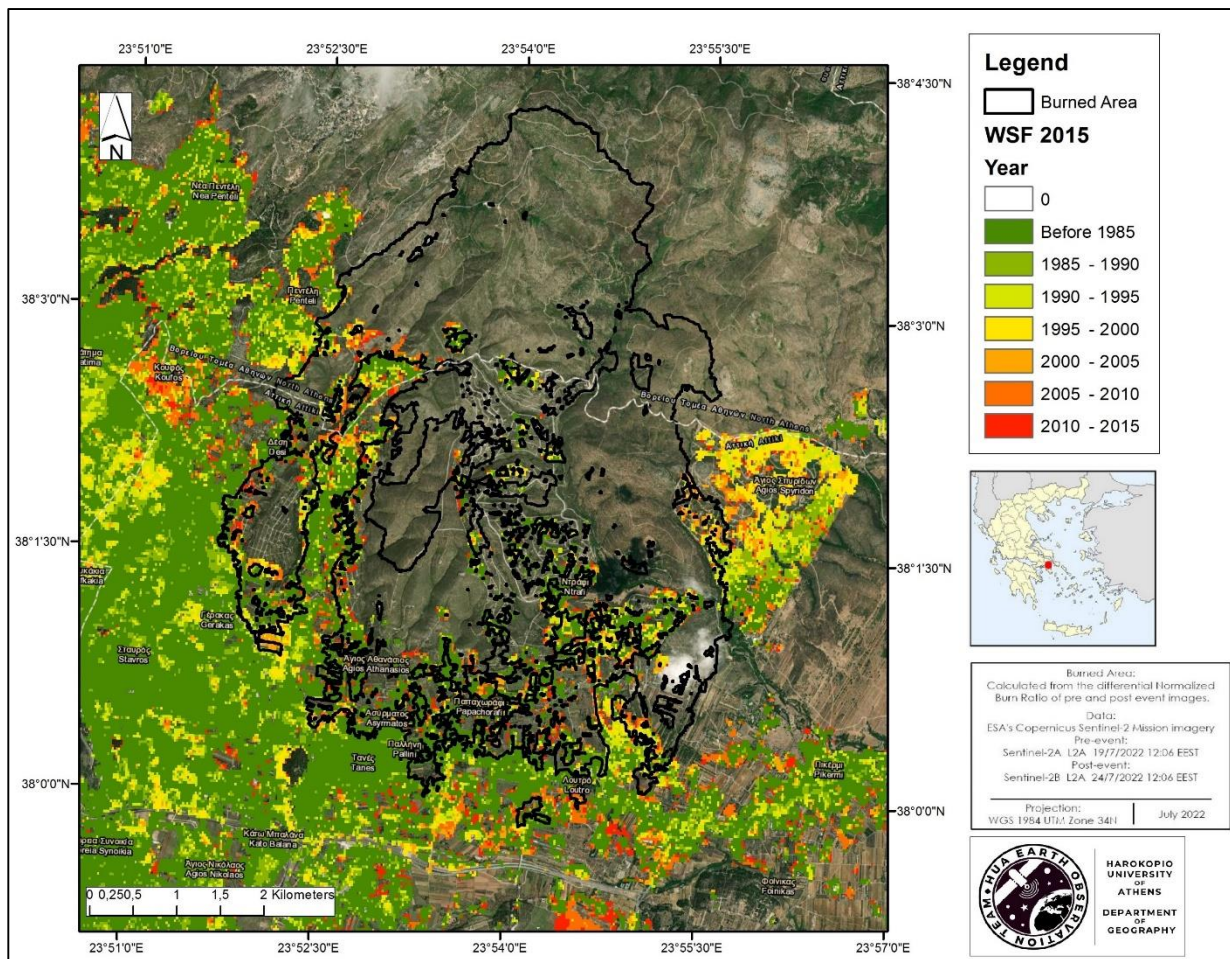 23°51'0"E
23°52'30"E
23°54'0"E
23°55'30"E
38°4'30"N
N
Νέα Πεντέλη
Nea Penteli
38°3'0"N
38°3'0"N
Πεντέλη
Penteli
Κουφός
Koufos
Βορείου Τομέα Αθηνών North Athens
Αττική Attiki
Βορείου Τομέα Αθηνών North Athens
Αττική Attiki
Δεση
Desi
Άγιος Σπυρίδων
Agios Spyridon
38°1'30"N
38°1'30"N
Ντράφι
Ntrafi
Γέρακας
Gerakas
Σταυρός
Stavros
Άγιος Αθανάσιος
Agios Athanasios
Παπαχωράφι
Papachorafi
Ασύρματος
Asyrmatos
Παλλήνη
Pallini
Τανές
Tanes
Λουτρό
Loutro
Πικέρμι
Pikermi
38°0'0"N
38°0'0"N
Κάτω Μπαλάνα
Kato Balana
Άγιος Νικόλαος
Agios Nikolaos
Φοίνικας
Foinikas
0 0,250,5 1 1,5 2 Kilometers
23°51'0"E
23°52'30"E
23°54'0"E
23°55'30"E
23°57'0"E
Legend
Burned Area
WSF 2015
Year
0
Before 1985
1985 - 1990
1990 - 1995
1995 - 2000
2000 - 2005
2005 - 2010
2010 - 2015
Burned Area:
Calculated from the differential Normalized
Burn Ratio of pre and post event images.
Data:
ESA's Copernicus Sentinel-2 Mission imagery
Pre-event:
Sentinel-2A L2A 19/7/2022 12:06 EEST
Post-event:
Sentinel-2B L2A 24/7/2022 12:06 EEST
Projection:
WGS 1984 UTM Zone 34N
July 2022
HUA EARTH OBSERVATION TEAM
HAROKOPIO
UNIVERSITY
OF
ATHENS
DEPARTMENT
OF
GEOGRAPHY